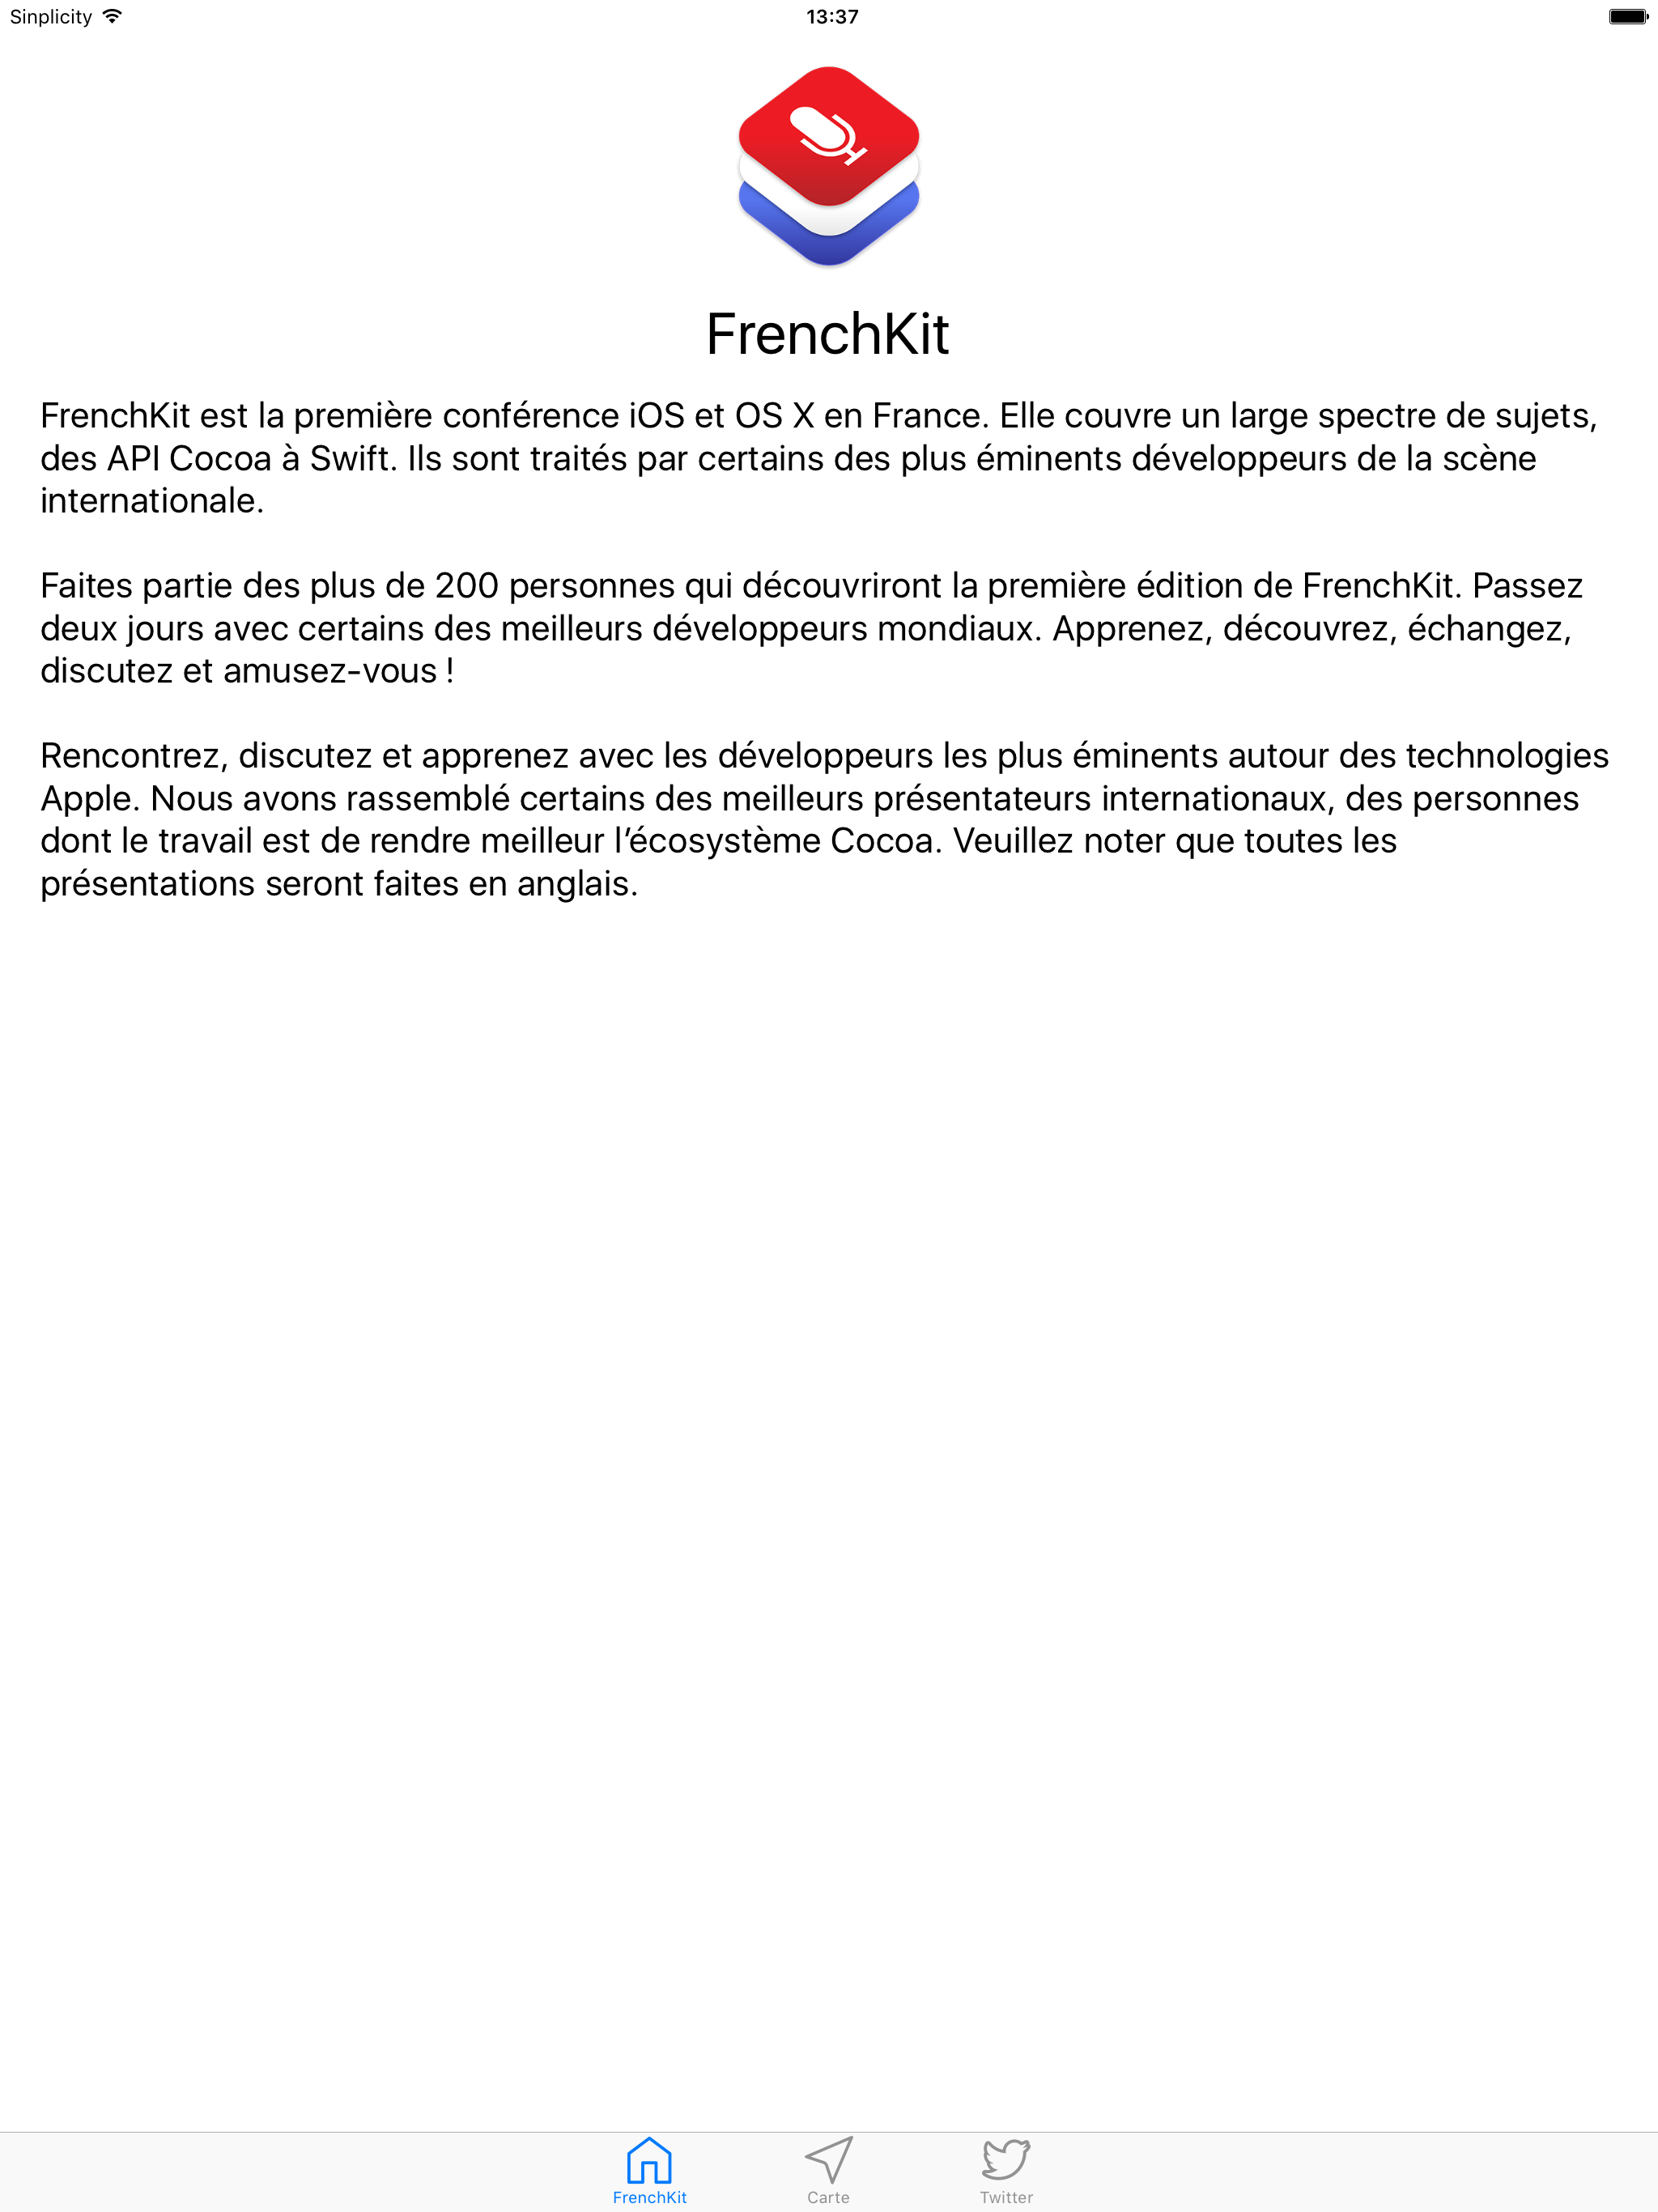 Sinplicity
13:37
FrenchKit
FrenchKit est la première conférence iOS et OS X en France. Elle couvre un large spectre de sujets,
des API Cocoa à Swift. Ils sont traités par certains des plus éminents développeurs de la scène
internationale.
Faites partie des plus de 200 personnes qui découvriront la première édition de FrenchKit. Passez
deux jours avec certains des meilleurs développeurs mondiaux. Apprenez, découvrez, échangez,
discutez et amusez-vous !
Rencontrez, discutez et apprenez avec les développeurs les plus éminents autour des technologies
Apple. Nous avons rassemblé certains des meilleurs présentateurs internationaux, des personnes
dont le travail est de rendre meilleur l’écosystème Cocoa. Veuillez noter que toutes les
présentations seront faites en anglais.
FrenchKit
Carte
Twitter